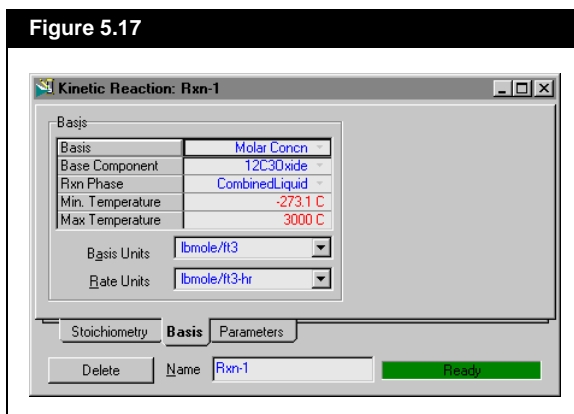 Figure 5.17
Kinetic Reaction: Rxn-1
Basis
Basis Molar Concn
Base Component 12C3Oxide
Rxn Phase CombinedLiquid
Min. Temperature -273.1 C
Max Temperature 3000 C
Basis Units lbmole/ft3
Rate Units lbmole/ft3-hr
Stoichiometry Basis Parameters
Delete Name Rxn-1 Ready